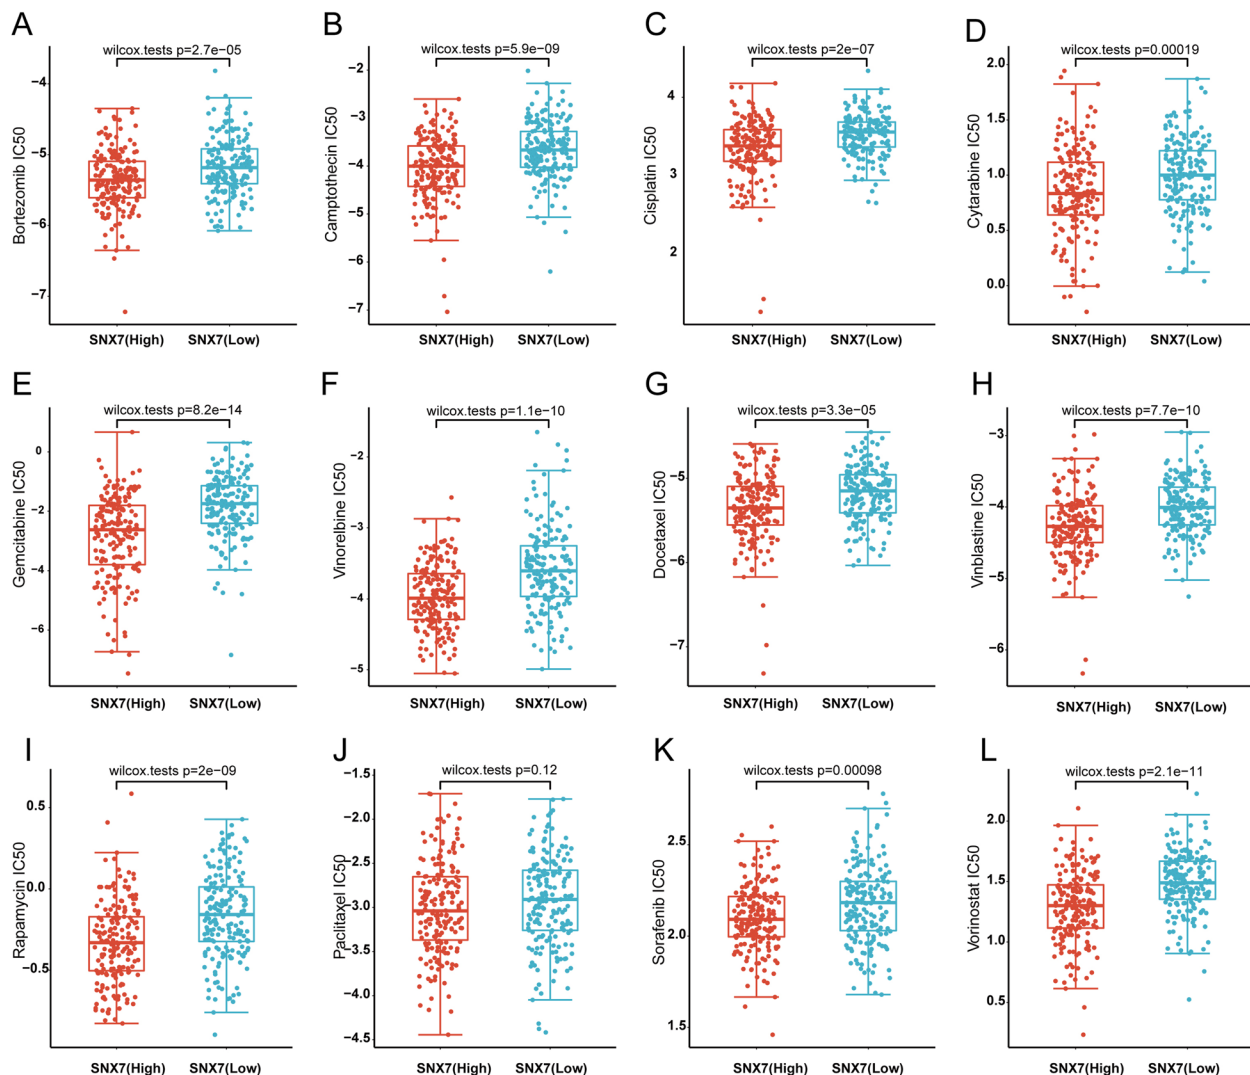 A
wilcox.tests p=2.7e−05
Bortezomib IC50
−4
−5
−6
−7
SNX7(High) SNX7(Low)
B
wilcox.tests p=5.9e−09
Camptothecin IC50
−2
−3
−4
−5
−6
−7
SNX7(High) SNX7(Low)
C
wilcox.tests p=2e−07
Cisplatin IC50
4
3
2
SNX7(High) SNX7(Low)
D
wilcox.tests p=0.00019
Cytarabine IC50
2.0
1.5
1.0
0.5
0.0
SNX7(High) SNX7(Low)
E
wilcox.tests p=8.2e−14
Gemcitabine IC50
0
−2
−4
−6
SNX7(High) SNX7(Low)
F
wilcox.tests p=1.1e−10
Vinorelbine IC50
−2
−3
−4
−5
SNX7(High) SNX7(Low)
G
wilcox.tests p=3.3e−05
Docetaxel IC50
−5
−6
−7
SNX7(High) SNX7(Low)
H
wilcox.tests p=7.7e−10
Vinblastine IC50
−3
−4
−5
−6
SNX7(High) SNX7(Low)
I
wilcox.tests p=2e−09
Rapamycin IC50
0.5
0.0
−0.5
SNX7(High) SNX7(Low)
J
wilcox.tests p=0.12
Paclitaxel IC50
−1.5
−2.0
−2.5
−3.0
−3.5
−4.0
−4.5
SNX7(High) SNX7(Low)
K
wilcox.tests p=0.00098
Sorafenib IC50
2.5
2.0
1.5
SNX7(High) SNX7(Low)
L
wilcox.tests p=2.1e−11
Vorinostat IC50
2.0
1.5
1.0
0.5
SNX7(High) SNX7(Low)